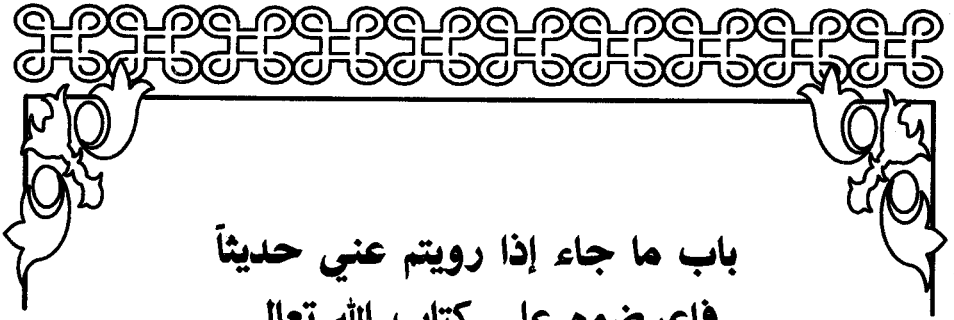 باب ما جاء إذا رويتم عني حديثاً
فاعرضوه على كتاب الله تعالى